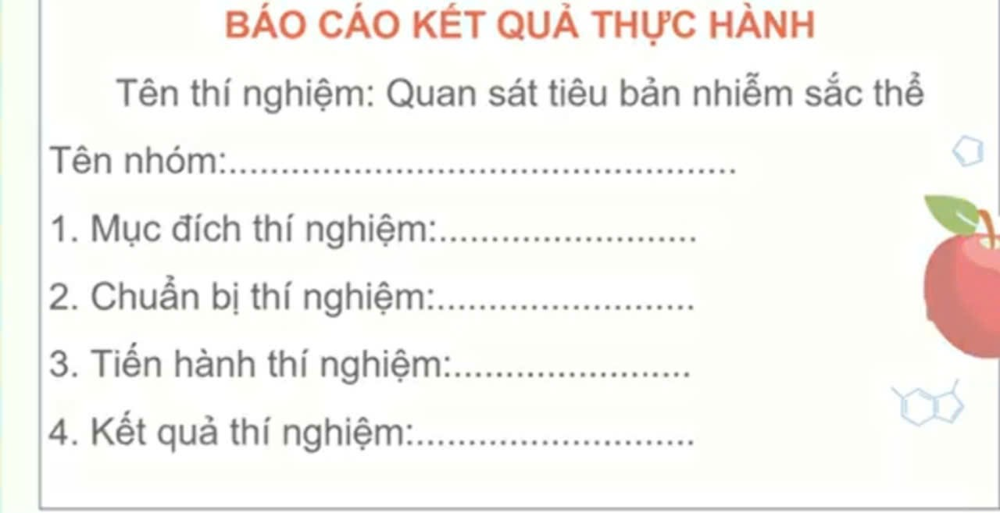 BÁO CÁO KẾT QUẢ THỰC HÀNH
Tên thí nghiệm: Quan sát tiêu bản nhiễm sắc thể
Tên nhóm:.................................................
1. Mục đích thí nghiệm:.........................
2. Chuẩn bị thí nghiệm:.........................
3. Tiến hành thí nghiệm:.......................
4. Kết quả thí nghiệm:...........................